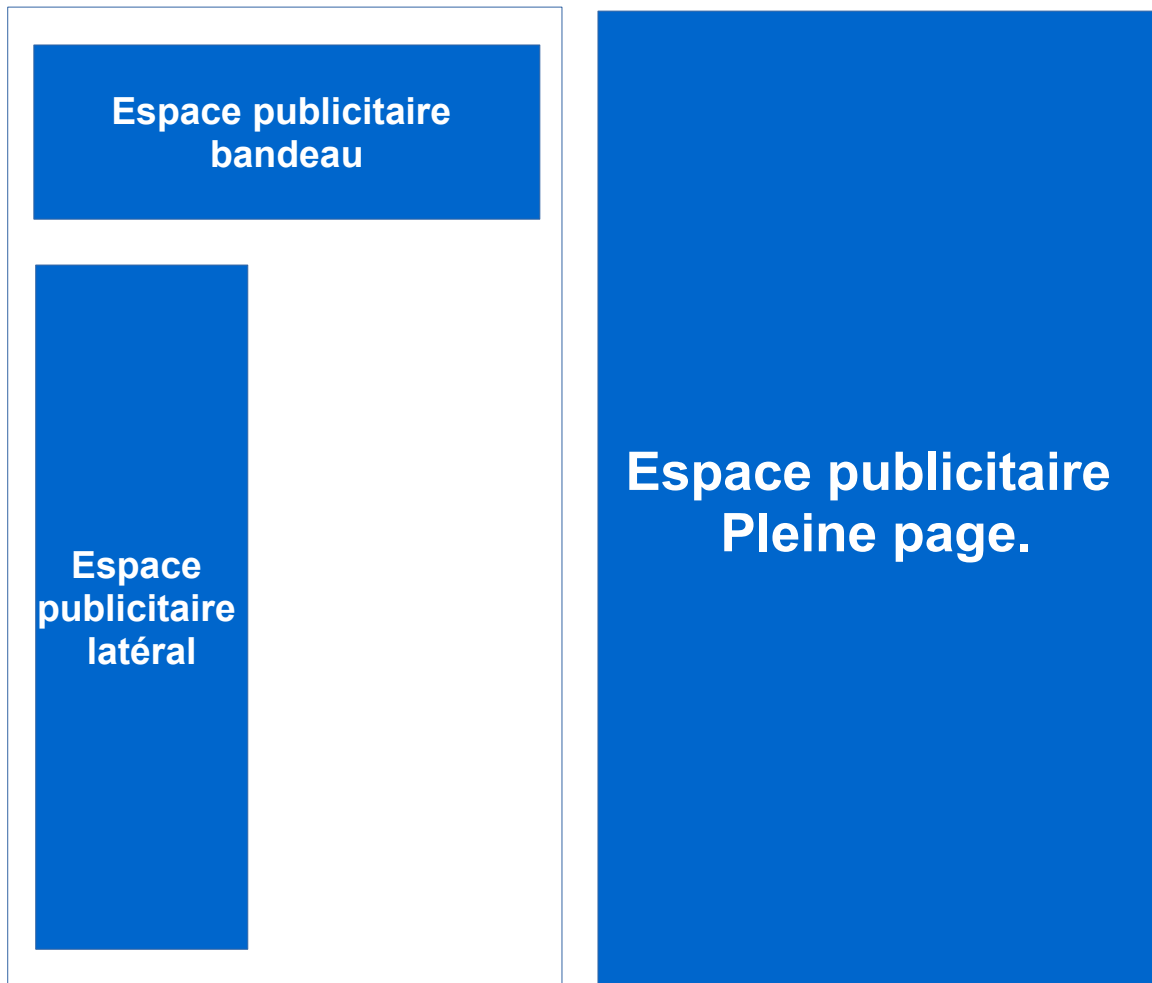 Espace publicitaire
bandeau
Espace
publicitaire
latéral
Espace publicitaire
Pleine page.